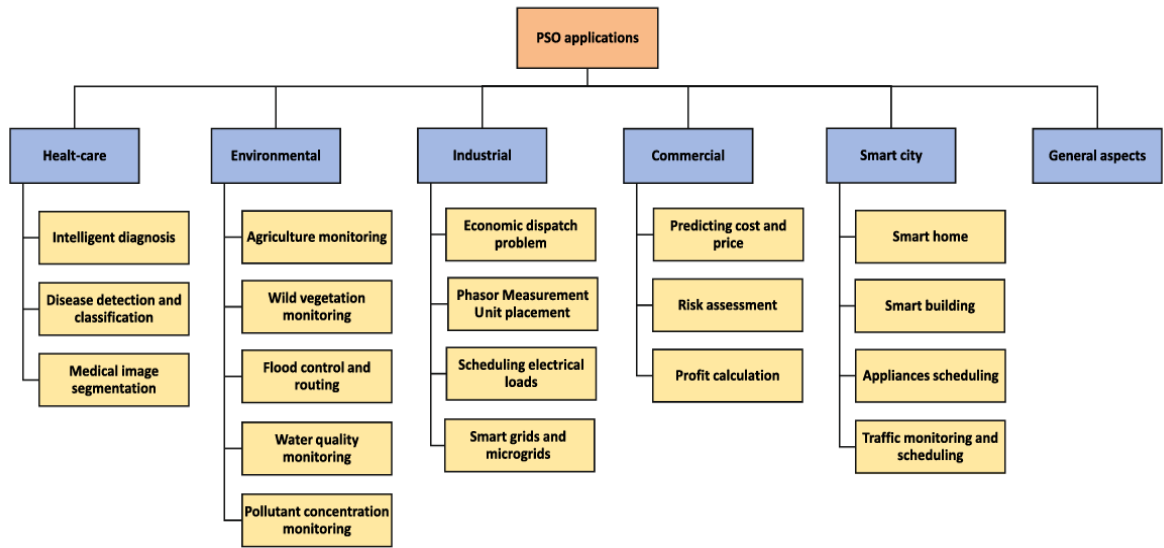 PSO applications
Healt-care
Environmental
Industrial
Commercial
Smart city
General aspects
Intelligent diagnosis
Disease detection and
classification
Medical image
segmentation
Agriculture monitoring
Wild vegetation
monitoring
Flood control and
routing
Water quality
monitoring
Pollutant concentration
monitoring
Economic dispatch
problem
Phasor Measurement
Unit placement
Scheduling electrical
loads
Smart grids and
microgrids
Predicting cost and
price
Risk assessment
Profit calculation
Smart home
Smart building
Appliances scheduling
Traffic monitoring and
scheduling